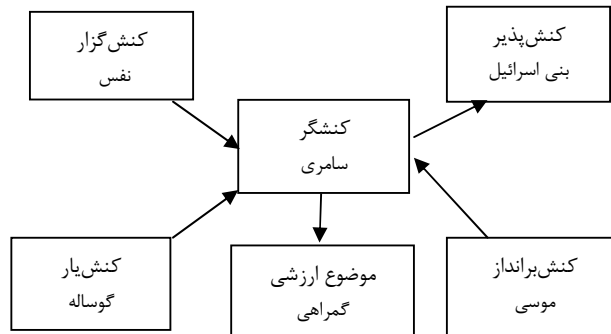 کنش‌پذیر
بنی اسرائیل
کنش‌گزار
نفس
کنشگر
سامری
کنش‌برانداز
موسی
موضوع ارزشی
گمراهی
کنش‌یار
گوساله